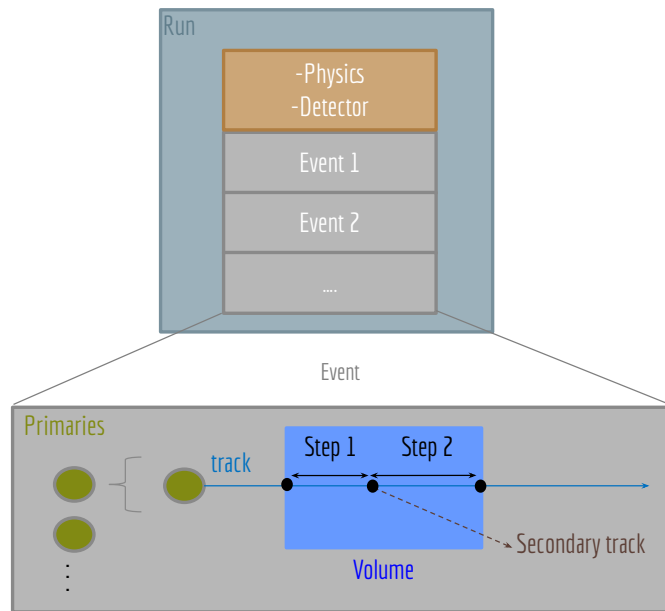 Run
-Physics
-Detector
Event 1
Event 2
....
Event
Primaries
track
Step 1
Step 2
Secondary track
Volume